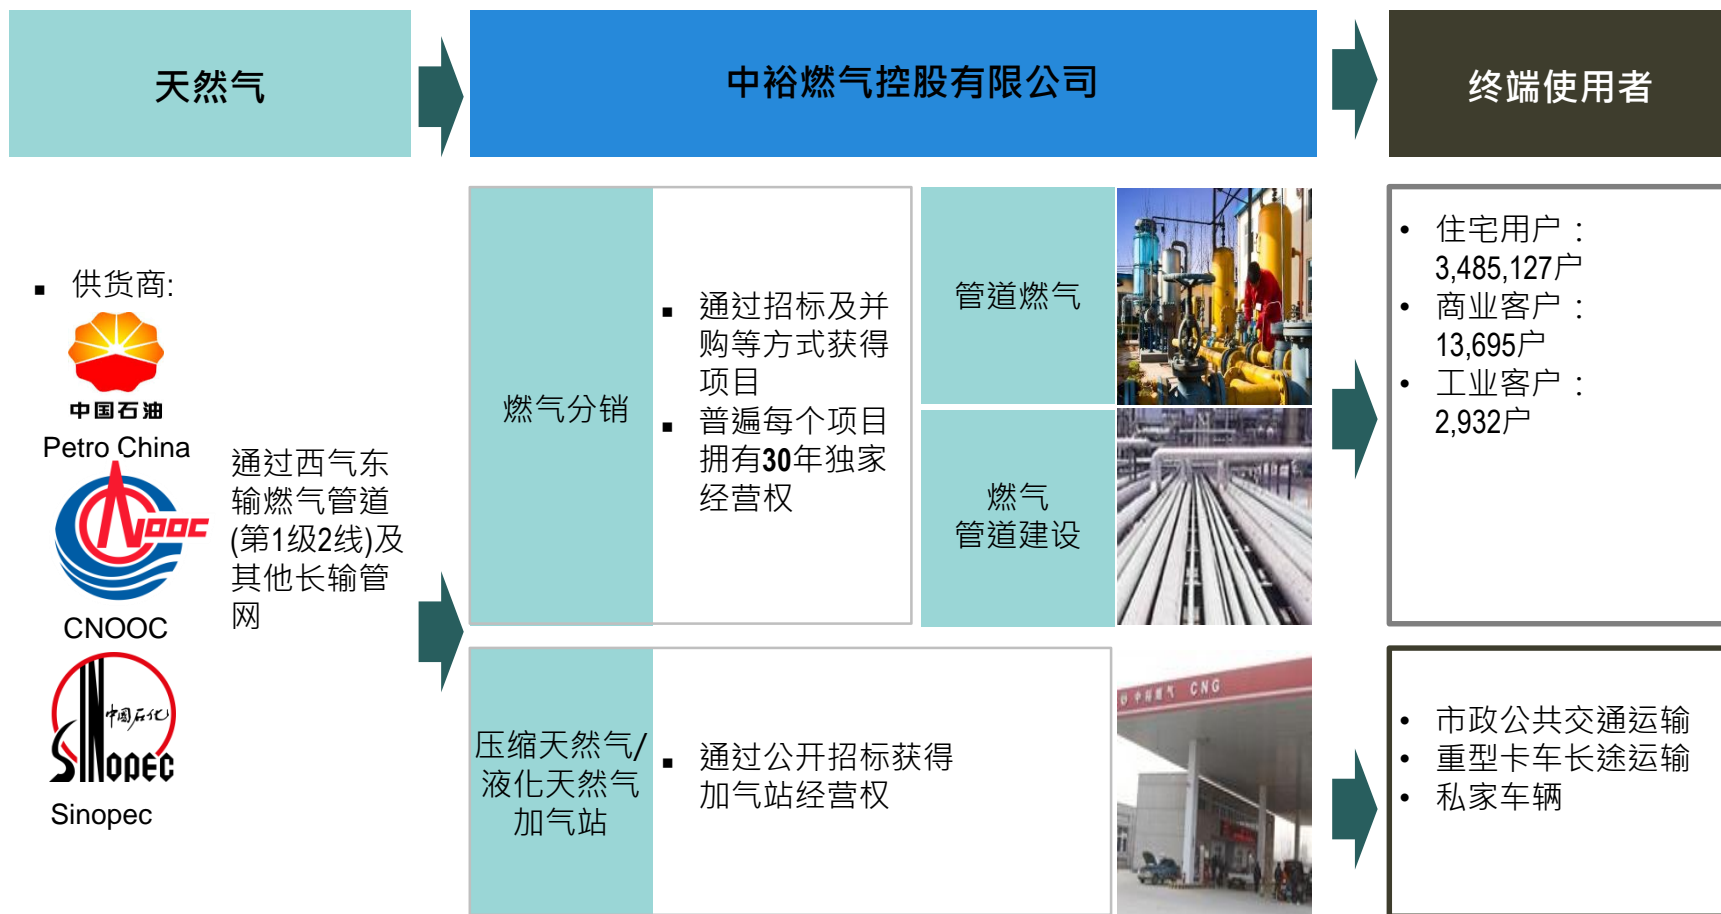 天然气
中裕燃气控股有限公司
终端使用者
▪ 供货商:
中国石油
Petro China
CNOOC
CNOOC
中国石化
SINOPEC
Sinopec
通过西气东
输燃气管道
(第1级2线)及
其他长输管
网
燃气分销
▪ 通过招标及并
购等方式获得
项目
▪ 普遍每个项目
拥有30年独家
经营权
管道燃气
燃气
管道建设
压缩天然气/
液化天然气
加气站
▪ 通过公开招标获得
加气站经营权
中裕燃气 CNG
• 住宅用户：
3,485,127户
• 商业客户：
13,695户
• 工业客户：
2,932户
• 市政公共交通运输
• 重型卡车长途运输
• 私家车辆